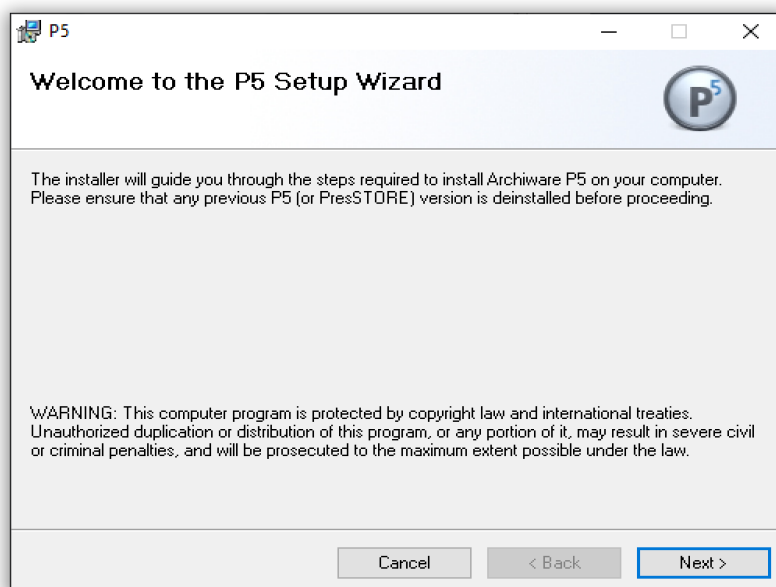 P5
Welcome to the P5 Setup Wizard
P5
The installer will guide you through the steps required to install Archiware P5 on your computer.
Please ensure that any previous P5 (or PresSTORE) version is deinstalled before proceeding.
WARNING: This computer program is protected by copyright law and international treaties.
Unauthorized duplication or distribution of this program, or any portion of it, may result in severe civil
or criminal penalties, and will be prosecuted to the maximum extent possible under the law.
Cancel
< Back
Next >